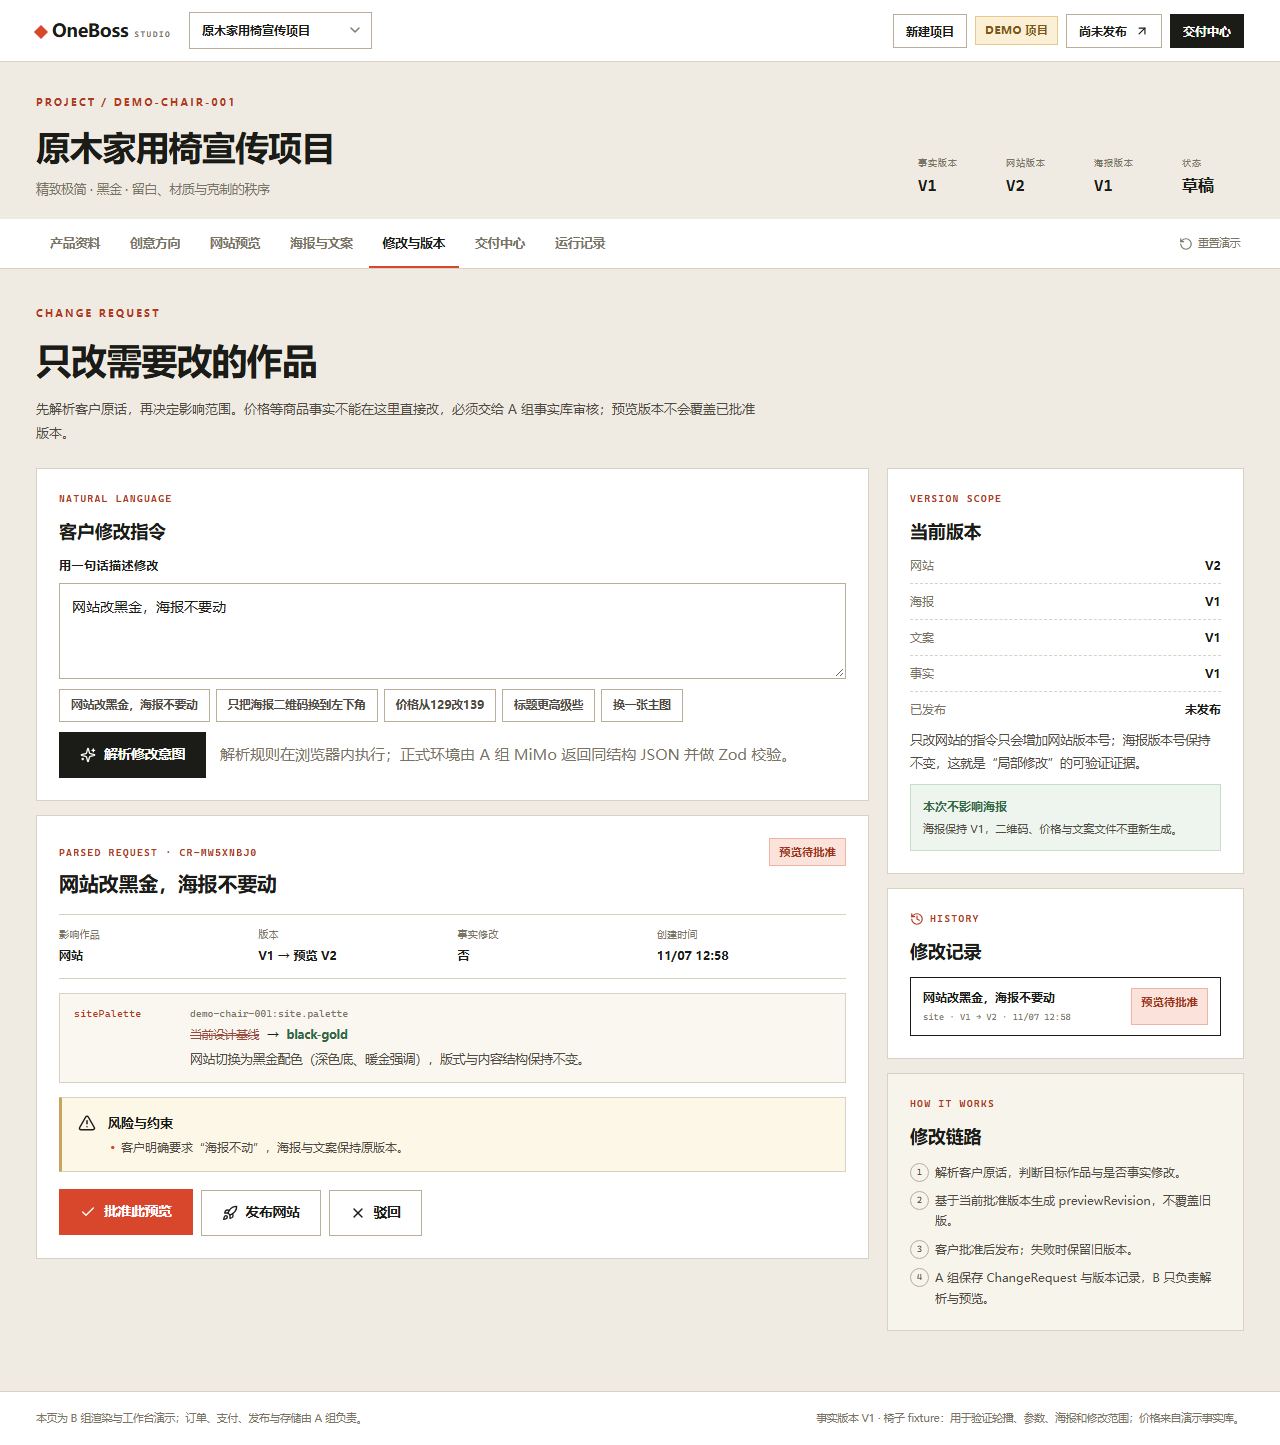 OneBoss STUDIO
原木家用椅宣传项目
新建项目
DEMO 项目
尚未发布
交付中心
PROJECT / DEMO-CHAIR-001
原木家用椅宣传项目
精致极简 · 黑金 · 留白、材质与克制的秩序
事实版本
V1
网站版本
V2
海报版本
V1
状态
草稿
产品资料
创意方向
网站预览
海报与文案
修改与版本
交付中心
运行记录
重置演示
CHANGE REQUEST
只改需要改的作品
先解析客户原话，再决定影响范围。价格等商品事实不能在这里直接改，必须交给 A 组事实库审核；预览版本不会覆盖已批准
版本。
NATURAL LANGUAGE
客户修改指令
用一句话描述修改
网站改黑金，海报不要动
网站改黑金，海报不要动
只把海报二维码换到左下角
价格从129改139
标题更高级些
换一张主图
解析修改意图
解析规则在浏览器内执行；正式环境由 A 组 MiMo 返回同结构 JSON 并做 Zod 校验。
PARSED REQUEST · CR-MW5XNBJ0
预览待批准
网站改黑金，海报不要动
影响作品
网站
版本
V1 → 预览 V2
事实修改
否
创建时间
11/07 12:58
sitePalette
demo-chair-001:site.palette
当前设计基线 → black-gold
网站切换为黑金配色（深色底、暖金强调），版式与内容结构保持不变。
风险与约束
• 客户明确要求“海报不动”，海报与文案保持原版本。
批准此预览
发布网站
驳回
VERSION SCOPE
当前版本
网站 V2
海报 V1
文案 V1
事实 V1
已发布 未发布
只改网站的指令只会增加网站版本号；海报版本号保持
不变，这就是“局部修改”的可验证证据。
本次不影响海报
海报保持 V1，二维码、价格与文案文件不重新生成。
HISTORY
修改记录
网站改黑金，海报不要动
site · V1 → V2 · 11/07 12:58
预览待批准
HOW IT WORKS
修改链路
1 解析客户原话，判断目标作品与是否事实修改。
2 基于当前批准版本生成 previewRevision，不覆盖旧
版。
3 客户批准后发布；失败时保留旧版本。
4 A 组保存 ChangeRequest 与版本记录，B 只负责解
析与预览。
本页为 B 组渲染与工作台演示；订单、支付、发布与存储由 A 组负责。
事实版本 V1 · 椅子 fixture：用于验证轮播、参数、海报和修改范围；价格来自演示事实库。